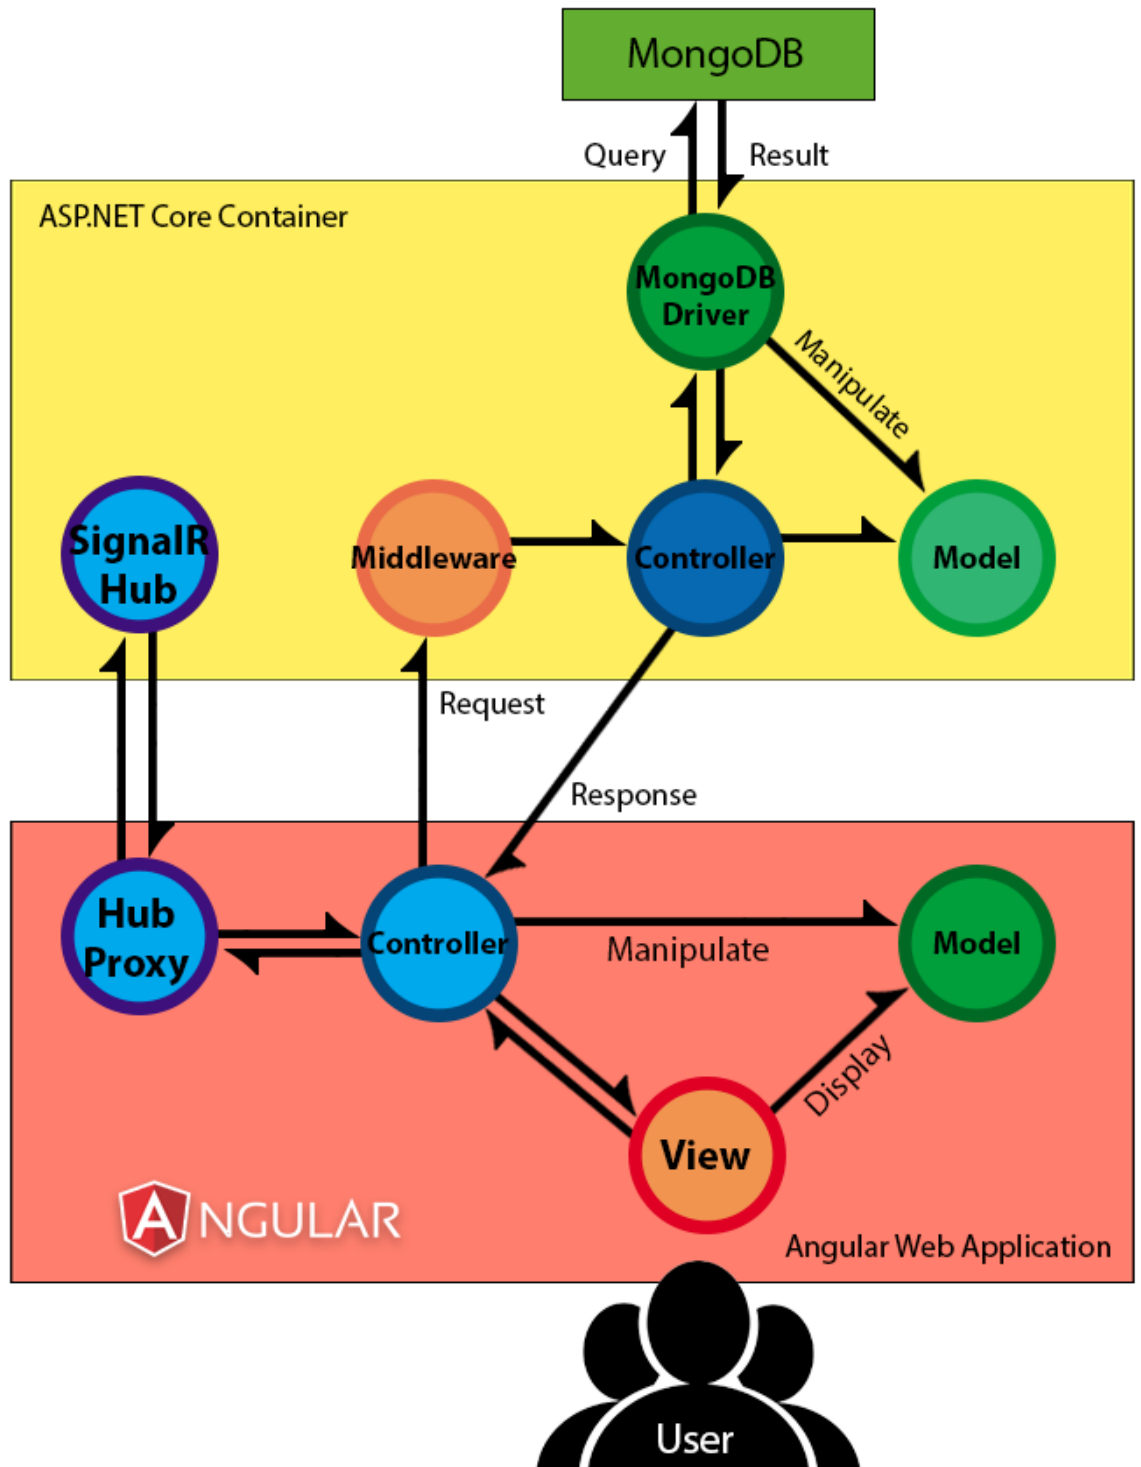 MongoDB
Query
Result
ASP.NET Core Container
MongoDB
Driver
Manipulate
SignalR
Hub
Middleware
Controller
Model
Request
Response
Hub
Proxy
Controller
Manipulate
Model
Display
View
ANGULAR
Angular Web Application
User